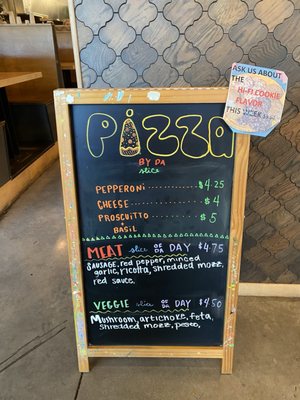 ASK US ABOUT
THE
HI-FI COOKIE
FLAVOR
THIS WEEK
PIZZA
BY DA
slice
PEPPERONI ............ $4.25
CHEESE ............ $4
PROSCIUTTO ............ $5
+ BASIL
MEAT slice OF DA DAY $4.75
SAUSAGE, red pepper, minced
garlic, ricotta, shredded mozz,
red sauce.
VEGGIE slice OF DA DAY $4.50
Mushroom, artichoke, feta,
shredded mozz, pesto,